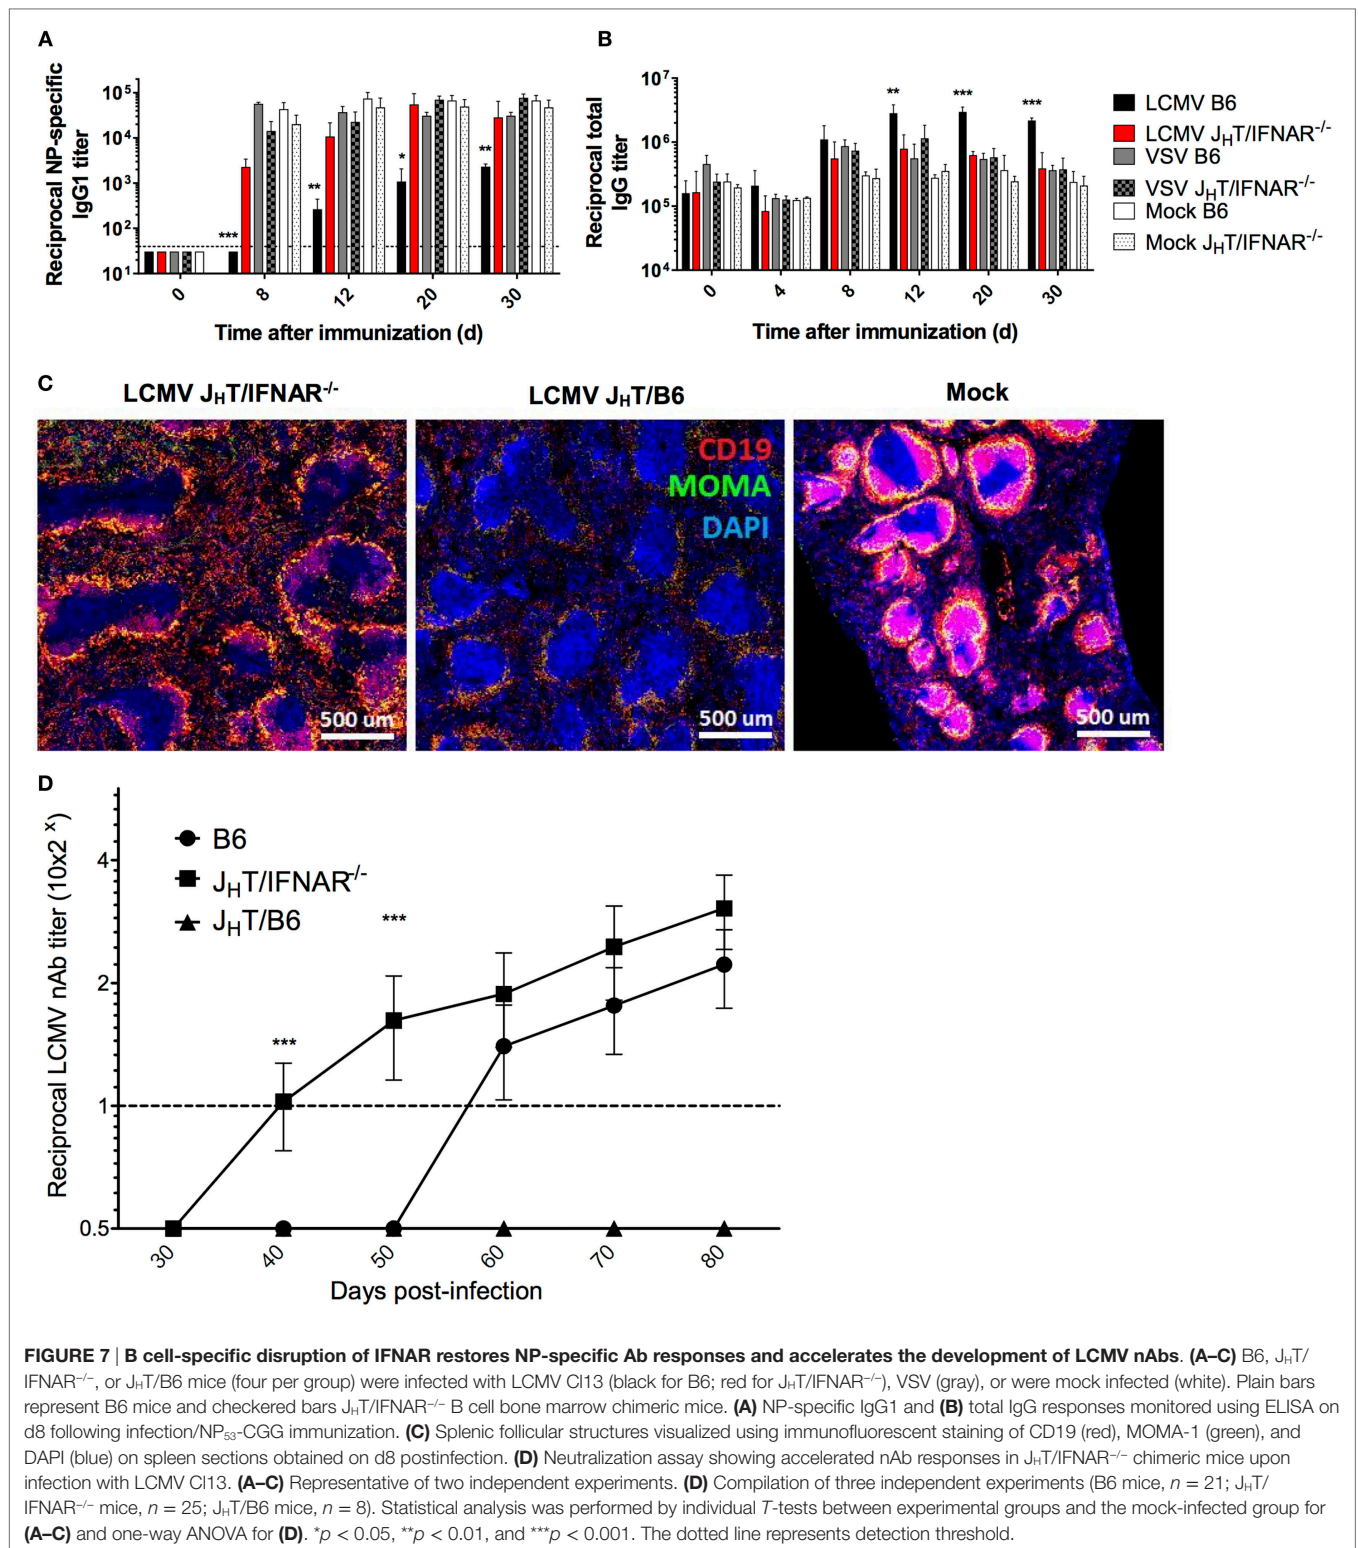 A
Reciprocal NP-specific
IgG1 titer
10⁵
10⁴
10³
10²
10¹
***
**
*
**
0
8
12
20
30
Time after immunization (d)
B
Reciprocal total
IgG titer
10⁷
10⁶
10⁵
10⁴
**
***
***
0
4
8
12
20
30
Time after immunization (d)
LCMV B6
LCMV JHT/IFNAR-/-
VSV B6
VSV JHT/IFNAR-/-
Mock B6
Mock JHT/IFNAR-/-
C
LCMV JHT/IFNAR-/-
LCMV JHT/B6
Mock
CD19
MOMA
DAPI
500 um
500 um
500 um
D
Reciprocal LCMV nAb titer (10x2 ˣ)
4
2
1
0.5
B6
JHT/IFNAR-/-
JHT/B6
***
***
30
40
50
60
70
80
Days post-infection
FIGURE 7 | B cell-specific disruption of IFNAR restores NP-specific Ab responses and accelerates the development of LCMV nAbs. (A–C) B6, JHT/
IFNAR−/−, or JHT/B6 mice (four per group) were infected with LCMV Cl13 (black for B6; red for JHT/IFNAR−/−), VSV (gray), or were mock infected (white). Plain bars
represent B6 mice and checkered bars JHT/IFNAR−/− B cell bone marrow chimeric mice. (A) NP-specific IgG1 and (B) total IgG responses monitored using ELISA on
d8 following infection/NP53-CGG immunization. (C) Splenic follicular structures visualized using immunofluorescent staining of CD19 (red), MOMA-1 (green), and
DAPI (blue) on spleen sections obtained on d8 postinfection. (D) Neutralization assay showing accelerated nAb responses in JHT/IFNAR−/− chimeric mice upon
infection with LCMV Cl13. (A–C) Representative of two independent experiments. (D) Compilation of three independent experiments (B6 mice, n = 21; JHT/
IFNAR−/− mice, n = 25; JHT/B6 mice, n = 8). Statistical analysis was performed by individual T-tests between experimental groups and the mock-infected group for
(A–C) and one-way ANOVA for (D). *p < 0.05, **p < 0.01, and ***p < 0.001. The dotted line represents detection threshold.